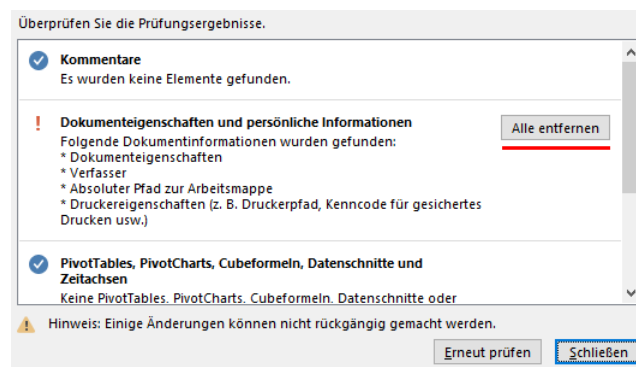 Überprüfen Sie die Prüfungsergebnisse.
Kommentare
Es wurden keine Elemente gefunden.
Dokumenteigenschaften und persönliche Informationen
Alle entfernen
Folgende Dokumentinformationen wurden gefunden:
* Dokumenteigenschaften
* Verfasser
* Absoluter Pfad zur Arbeitsmappe
* Druckereigenschaften (z. B. Druckerpfad, Kenncode für gesichertes
Drucken usw.)
PivotTables, PivotCharts, Cubeformeln, Datenschnitte und
Zeitachsen
Keine PivotTables, PivotCharts, Cubeformeln, Datenschnitte oder
Hinweis: Einige Änderungen können nicht rückgängig gemacht werden.
Erneut prüfen
Schließen